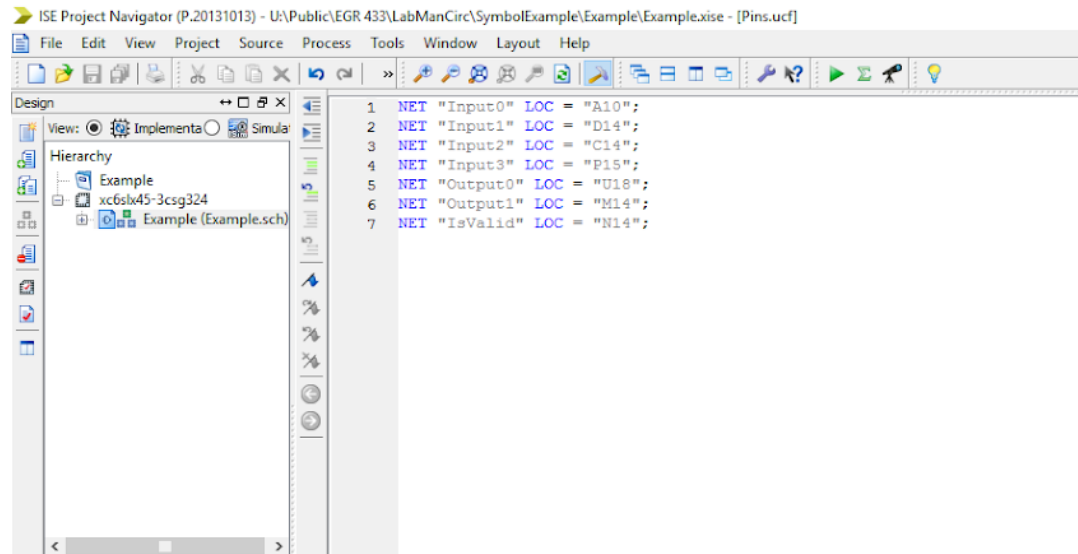 ISE Project Navigator (P.20131013) - U:\Public\EGR 433\LabManCirc\SymbolExample\Example\Example.xise - [Pins.ucf]
File Edit View Project Source Process Tools Window Layout Help
Design
View: Implementa Simula
Hierarchy
Example
xc6slx45-3csg324
Example (Example.sch)
1 NET "Input0" LOC = "A10";
2 NET "Input1" LOC = "D14";
3 NET "Input2" LOC = "C14";
4 NET "Input3" LOC = "P15";
5 NET "Output0" LOC = "U18";
6 NET "Output1" LOC = "M14";
7 NET "IsValid" LOC = "N14";